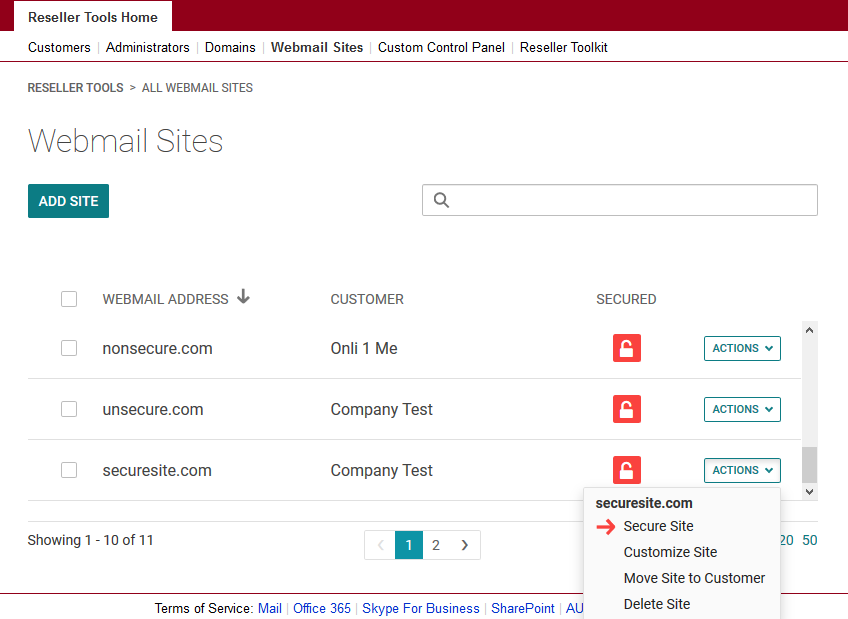 Reseller Tools Home
Customers | Administrators | Domains | Webmail Sites | Custom Control Panel | Reseller Toolkit
RESELLER TOOLS > ALL WEBMAIL SITES
Webmail Sites
ADD SITE
WEBMAIL ADDRESS CUSTOMER SECURED
nonsecure.com Onli 1 Me ACTIONS
unsecure.com Company Test ACTIONS
securesite.com Company Test ACTIONS
securesite.com
Secure Site
Customize Site
Move Site to Customer
Delete Site
Showing 1 - 10 of 11 < 1 2 > 20 50
Terms of Service: Mail | Office 365 | Skype For Business | SharePoint | AU